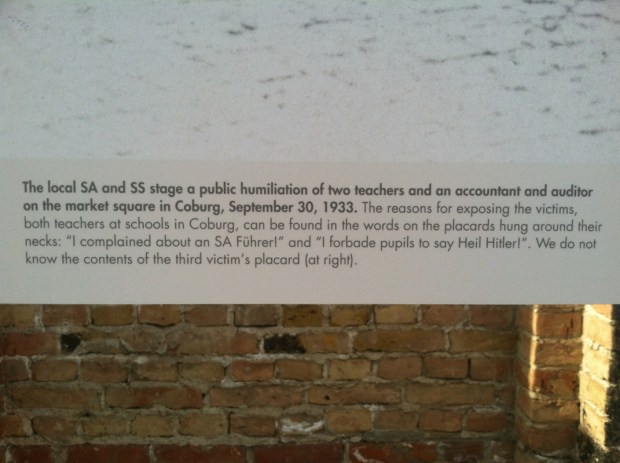 The local SA and SS stage a public humiliation of two teachers and an accountant and auditor
on the market square in Coburg, September 30, 1933. The reasons for exposing the victims,
both teachers at schools in Coburg, can be found in the words on the placards hung around their
necks: "I complained about an SA Führer!" and "I forbade pupils to say Heil Hitler!". We do not
know the contents of the third victim's placard (at right).